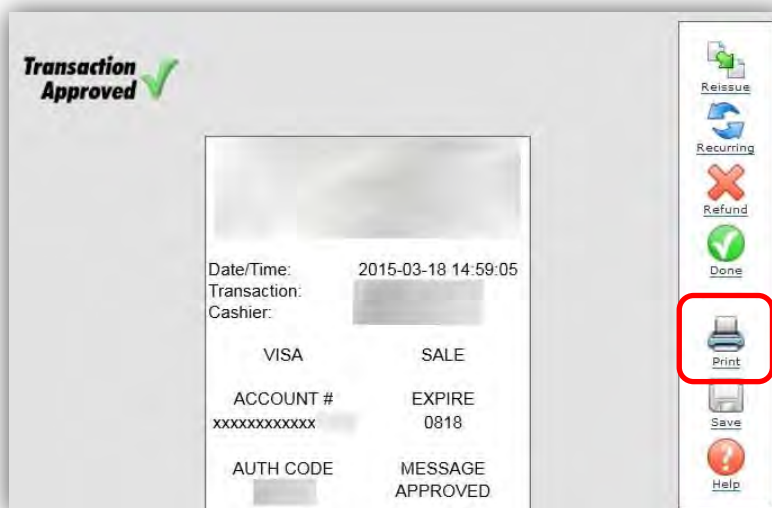 Transaction
Approved
Reissue
Recurring
Refund
Done
Print
Save
Help
Date/Time: 2015-03-18 14:59:05
Transaction:
Cashier:
VISA SALE
ACCOUNT # EXPIRE
xxxxxxxxxxxx 0818
AUTH CODE MESSAGE
APPROVED